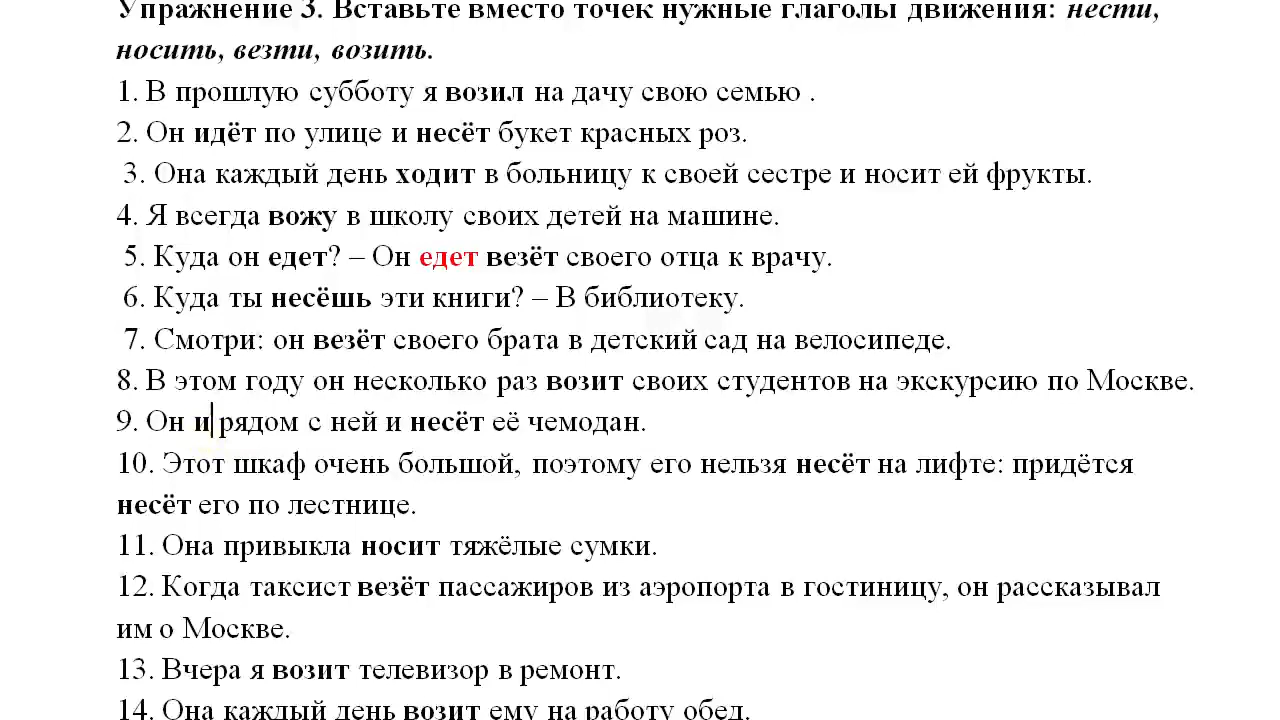 Упражнение 3. Вставьте вместо точек нужные глаголы движения: нести,
носить, везти, возить.
1. В прошлую субботу я возил на дачу свою семью .
2. Он идёт по улице и несёт букет красных роз.
3. Она каждый день ходит в больницу к своей сестре и носит ей фрукты.
4. Я всегда вожу в школу своих детей на машине.
5. Куда он едет? – Он едет везёт своего отца к врачу.
6. Куда ты несёшь эти книги? – В библиотеку.
7. Смотри: он везёт своего брата в детский сад на велосипеде.
8. В этом году он несколько раз возит своих студентов на экскурсию по Москве.
9. Он и рядом с ней и несёт её чемодан.
10. Этот шкаф очень большой, поэтому его нельзя несёт на лифте: придётся
несёт его по лестнице.
11. Она привыкла носит тяжёлые сумки.
12. Когда таксист везёт пассажиров из аэропорта в гостиницу, он рассказывал
им о Москве.
13. Вчера я возит телевизор в ремонт.
14. Она каждый день возит ему на работу обед.